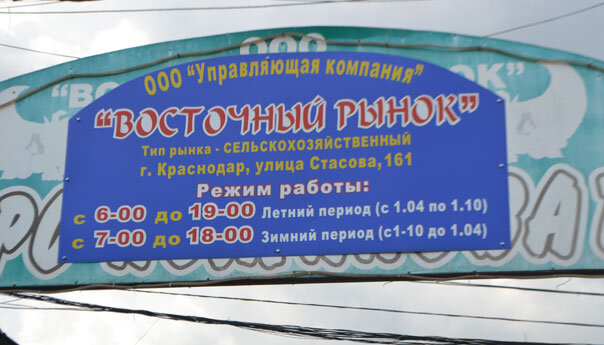 ООО "Управляющая компания"
"ВОСТОЧНЫЙ РЫНОК"
Тип рынка - СЕЛЬСКОХОЗЯЙСТВЕННЫЙ
г. Краснодар, улица Стасова,161
Режим работы:
с 6-00 до 19-00 Летний период (с 1.04 по 1.10)
с 7-00 до 18-00 Зимний период (с1-10 до 1.04)
ООО